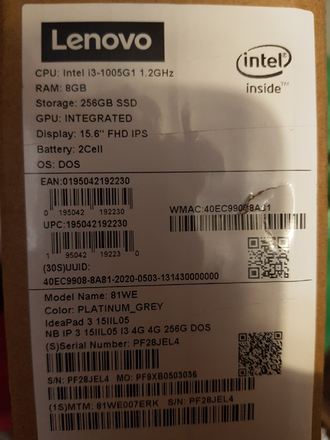 Lenovo
intel
inside™
CPU: Intel i3-1005G1 1.2GHz
RAM: 8GB
Storage: 256GB SSD
GPU: INTEGRATED
Display: 15.6" FHD IPS
Battery: 2Cell
OS: DOS
EAN:0195042192230
0 195042 192230
WMAC:40EC99088A81
UPC:195042192230
1 95042 19223 0
(30S)UUID:
40EC9908-8A81-2020-0503-131430000000
Model Name: 81WE
Color: PLATINUM_GREY
IdeaPad 3 15IIL05
NB IP 3 15IIL05 I3 4G 4G 256G DOS
(S)Serial Number: PF28JEL4
S/N: PF28JEL4 MO: PF9XB0503036
(1S)MTM: 81WE007ERK S/N: PF28JEL4